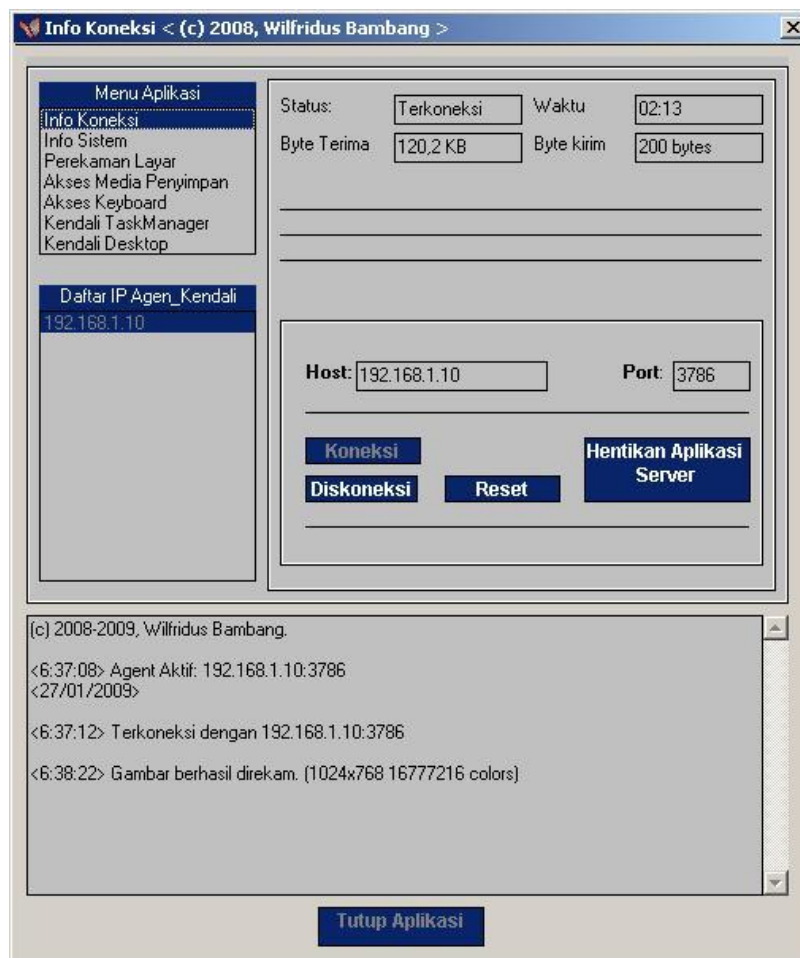 Info Koneksi < (c) 2008, Wilfridus Bambang >
Menu Aplikasi
Info Koneksi
Info Sistem
Perekaman Layar
Akses Media Penyimpan
Akses Keyboard
Kendali TaskManager
Kendali Desktop
Daftar IP Agen_Kendali
192.168.1.10
Status: Terkoneksi Waktu 02:13
Byte Terima 120,2 KB Byte kirim 200 bytes
Host: 192.168.1.10 Port: 3786
Koneksi
Diskoneksi Reset
Hentikan Aplikasi
Server
(c) 2008-2009, Wilfridus Bambang.
<6:37:08> Agent Aktif: 192.168.1.10:3786
<27/01/2009>
<6:37:12> Terkoneksi dengan 192.168.1.10:3786
<6:38:22> Gambar berhasil direkam. (1024x768 16777216 colors)
Tutup Aplikasi